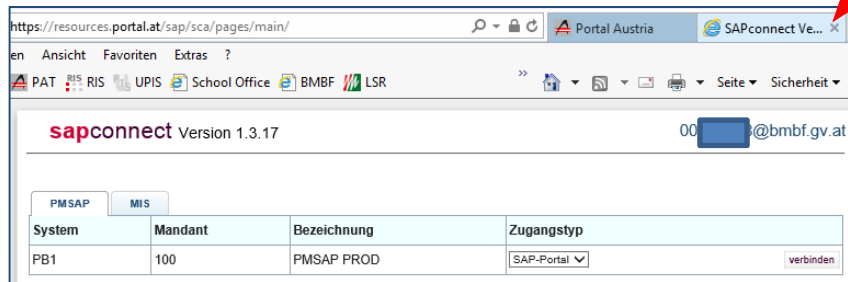 https://resources.portal.at/sap/sca/pages/main/ Portal Austria SAPconnect Ve...
en Ansicht Favoriten Extras ?
PAT RIS RIS UPIS School Office BMBF LSR » Seite Sicherheit
sapconnect Version 1.3.17 00 @bmbf.gv.at
PMSAP MIS
System Mandant Bezeichnung Zugangstyp
PB1 100 PMSAP PROD SAP-Portal verbinden